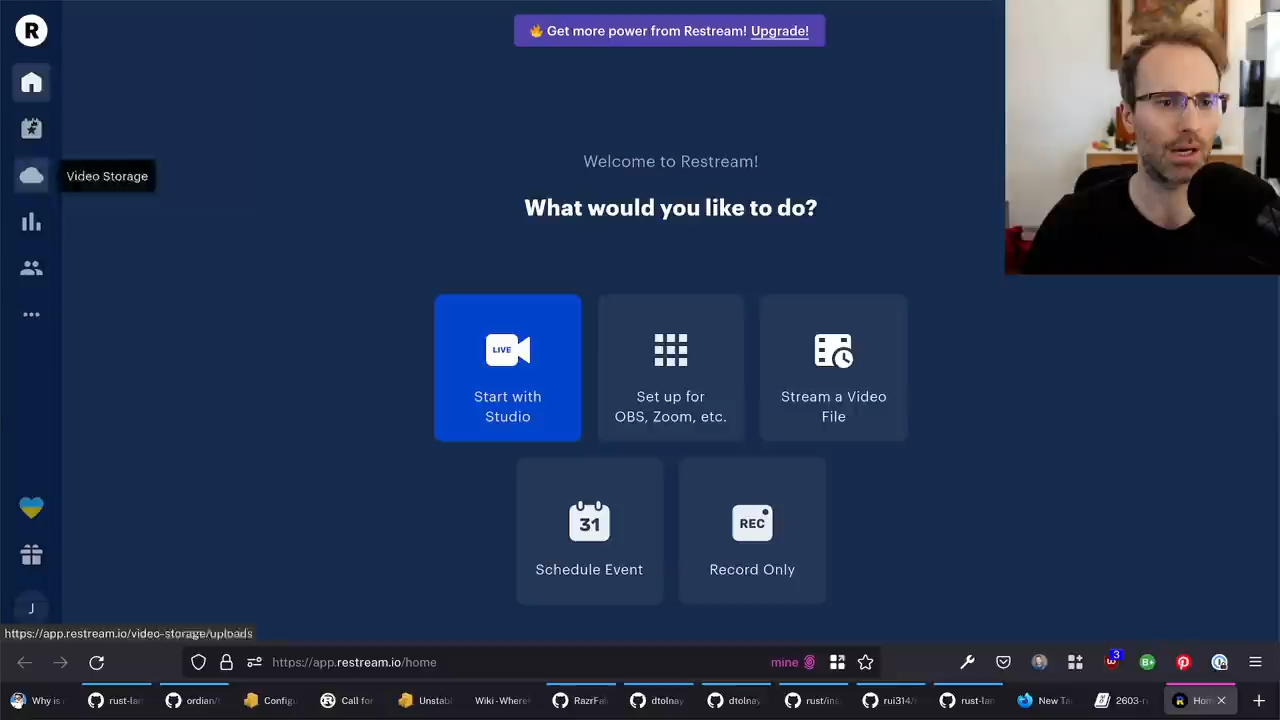 R
🔥 Get more power from Restream! Upgrade!
Video Storage
Welcome to Restream!
What would you like to do?
LIVE
Start with
Studio
Set up for
OBS, Zoom, etc.
Stream a Video
File
31
Schedule Event
REC
Record Only
J
https://app.restream.io/video-storage/uploads
https://app.restream.io/home
mine
3
B+
Why is
rust-lan
ordian/
Config
Call for
Unstabl
Wiki-Where
RazrFal
dtolnay
dtolnay
rust/ins
rui314/
rust-lan
New Ta
2603-r
R
Hom